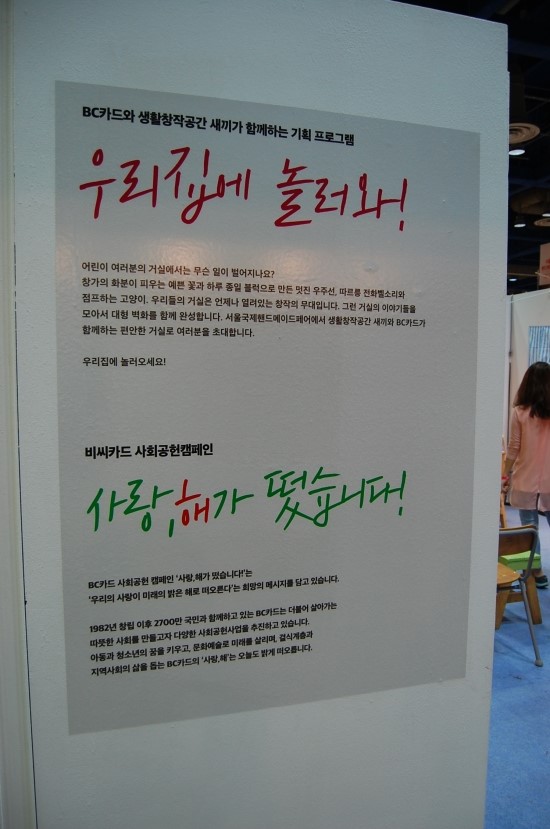 BC카드와 생활창작공간 새끼가 함께하는 기획 프로그램
우리집에 놀러와!
어린이 여러분의 거실에서는 무슨 일이 벌어지나요?
창가의 화분이 피우는 예쁜 꽃과 하루 종일 블럭으로 만든 멋진 우주선, 따르릉 전화벨소리와
점프하는 고양이. 우리들의 거실은 언제나 열려있는 창작의 무대입니다. 그런 거실의 이야기들을
모아서 대형 벽화를 함께 완성합니다. 서울국제핸드메이드페어에서 생활창작공간 새끼와 BC카드가
함께하는 편안한 거실로 여러분을 초대합니다.
우리집에 놀러오세요!
비씨카드 사회공헌캠페인
사랑,해가 떴습니다!
BC카드 사회공헌 캠페인 '사랑,해가 떴습니다!'는
'우리의 사랑이 미래의 밝은 해로 떠오른다'는 희망의 메시지를 담고 있습니다.
1982년 창립 이후 2700만 국민과 함께하고 있는 BC카드는 더불어 살아가는
따뜻한 사회를 만들고자 다양한 사회공헌사업을 추진하고 있습니다.
아동과 청소년의 꿈을 키우고, 문화예술로 미래를 살리며, 결식계층과
지역사회의 삶을 돕는 BC카드의 '사랑,해'는 오늘도 밝게 떠오릅니다.